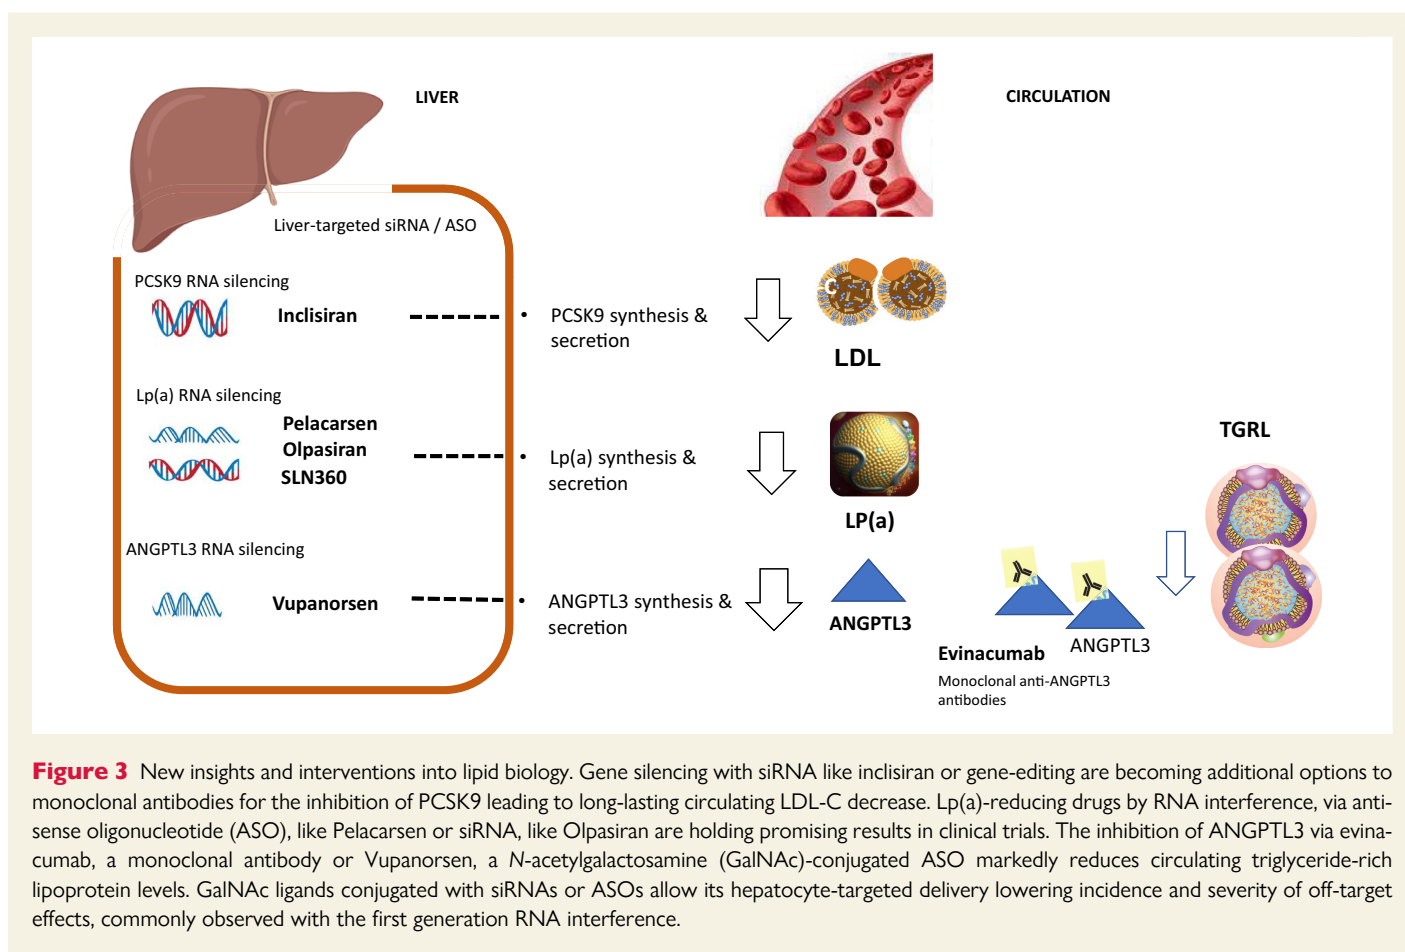 LIVER
CIRCULATION
Liver-targeted siRNA / ASO
PCSK9 RNA silencing
Inclisiran
• PCSK9 synthesis &
secretion
C
LDL
Lp(a) RNA silencing
Pelacarsen
Olpasiran
SLN360
• Lp(a) synthesis &
secretion
LP(a)
TGRL
ANGPTL3 RNA silencing
Vupanorsen
• ANGPTL3 synthesis &
secretion
ANGPTL3
Evinacumab
Monoclonal anti-ANGPTL3
antibodies
ANGPTL3
Figure 3 New insights and interventions into lipid biology. Gene silencing with siRNA like inclisiran or gene-editing are becoming additional options to
monoclonal antibodies for the inhibition of PCSK9 leading to long-lasting circulating LDL-C decrease. Lp(a)-reducing drugs by RNA interference, via anti-
sense oligonucleotide (ASO), like Pelacarsen or siRNA, like Olpasiran are holding promising results in clinical trials. The inhibition of ANGPTL3 via evina-
cumab, a monoclonal antibody or Vupanorsen, a N-acetylgalactosamine (GalNAc)-conjugated ASO markedly reduces circulating triglyceride-rich
lipoprotein levels. GalNAc ligands conjugated with siRNAs or ASOs allow its hepatocyte-targeted delivery lowering incidence and severity of off-target
effects, commonly observed with the first generation RNA interference.